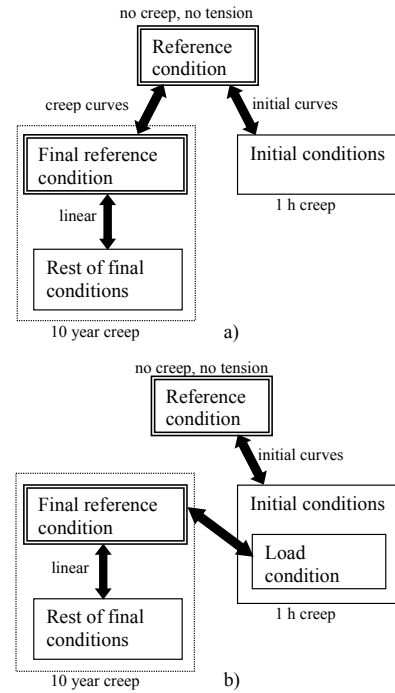 no creep, no tension
Reference
condition
creep curves
initial curves
Final reference
condition
Initial conditions
linear
1 h creep
Rest of final
conditions
10 year creep
a)
no creep, no tension
Reference
condition
initial curves
Final reference
condition
Initial conditions
linear
Load
condition
Rest of final
conditions
1 h creep
10 year creep
b)